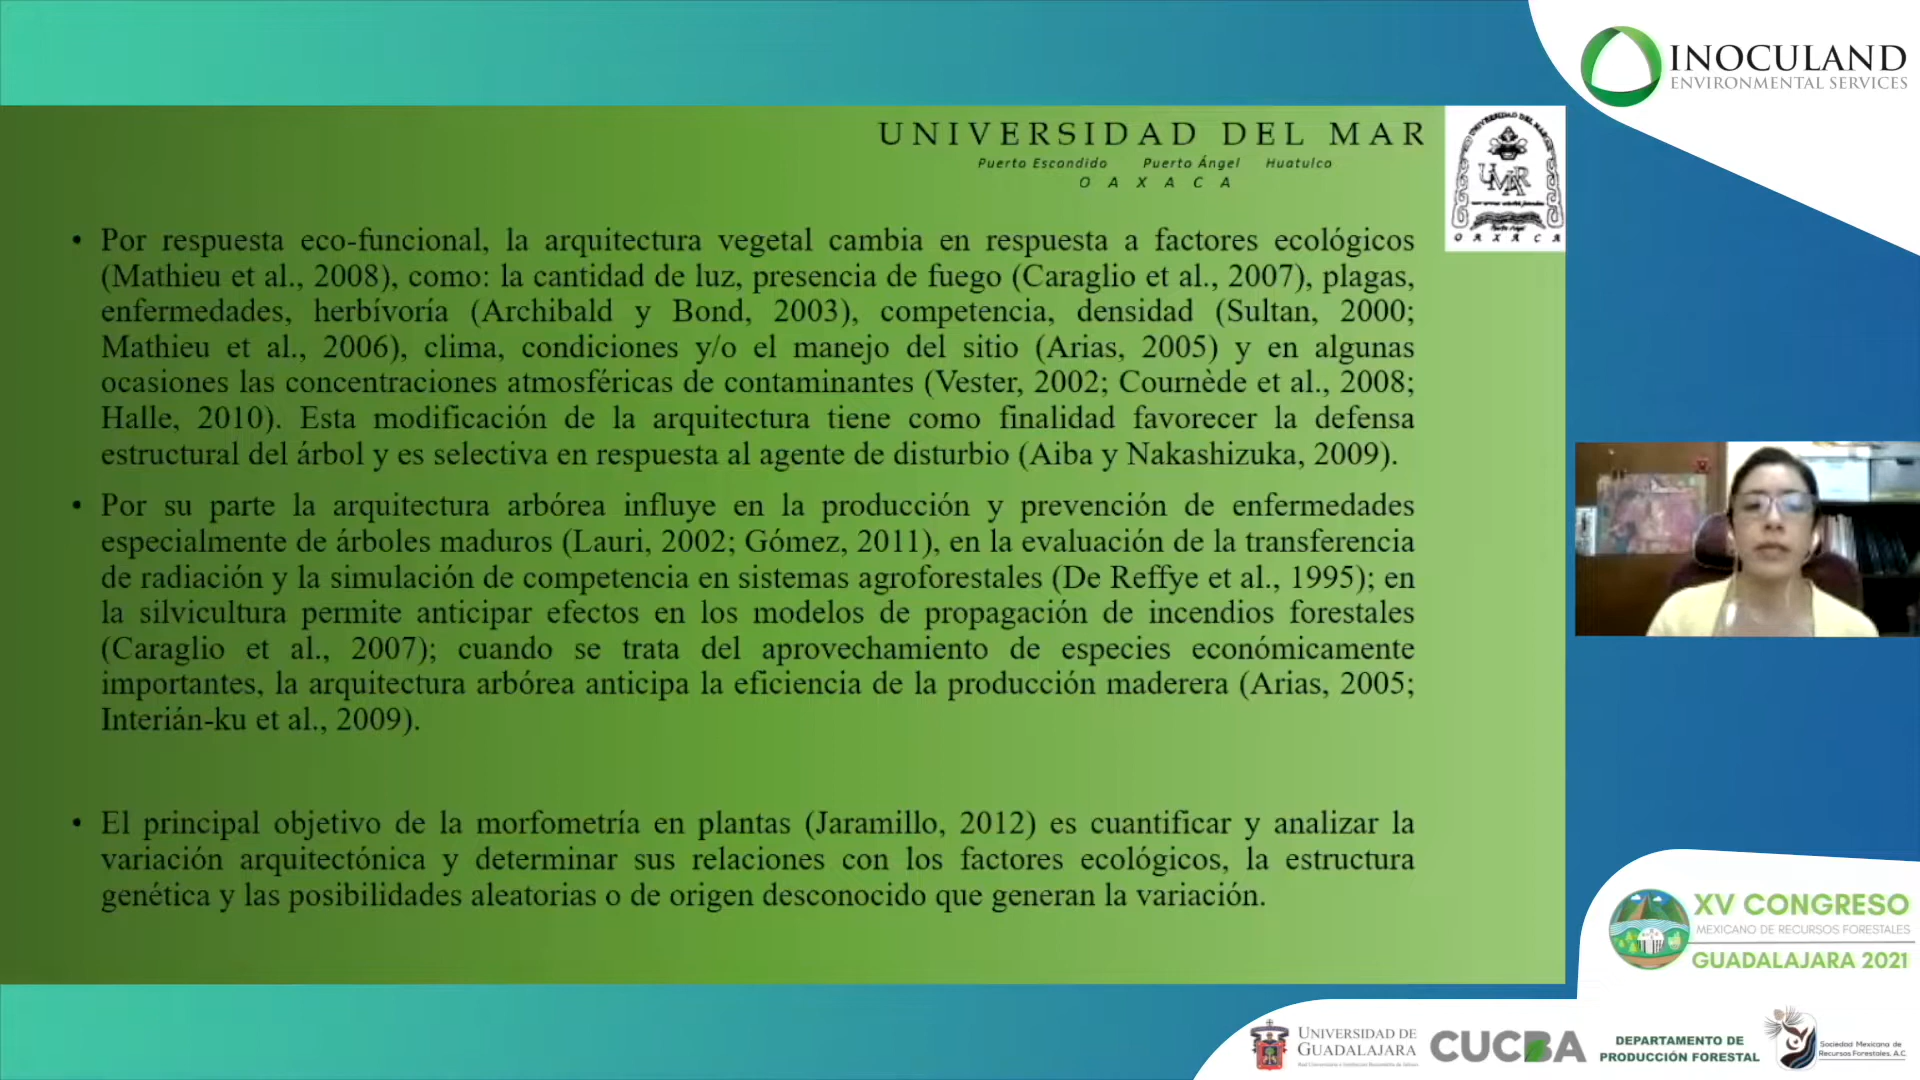 INOCULAND
ENVIRONMENTAL SERVICES
UNIVERSIDAD DEL MAR
Puerto Escondido Puerto Ángel Huatulco
O A X A C A
UNIVERSIDAD DEL MAR
UMAR
O A X A C A
• Por respuesta eco-funcional, la arquitectura vegetal cambia en respuesta a factores ecológicos
(Mathieu et al., 2008), como: la cantidad de luz, presencia de fuego (Caraglio et al., 2007), plagas,
enfermedades, herbívoría (Archibald y Bond, 2003), competencia, densidad (Sultan, 2000;
Mathieu et al., 2006), clima, condiciones y/o el manejo del sitio (Arias, 2005) y en algunas
ocasiones las concentraciones atmosféricas de contaminantes (Vester, 2002; Cournède et al., 2008;
Halle, 2010). Esta modificación de la arquitectura tiene como finalidad favorecer la defensa
estructural del árbol y es selectiva en respuesta al agente de disturbio (Aiba y Nakashizuka, 2009).
• Por su parte la arquitectura arbórea influye en la producción y prevención de enfermedades
especialmente de árboles maduros (Lauri, 2002; Gómez, 2011), en la evaluación de la transferencia
de radiación y la simulación de competencia en sistemas agroforestales (De Reffye et al., 1995); en
la silvicultura permite anticipar efectos en los modelos de propagación de incendios forestales
(Caraglio et al., 2007); cuando se trata del aprovechamiento de especies económicamente
importantes, la arquitectura arbórea anticipa la eficiencia de la producción maderera (Arias, 2005;
Interián-ku et al., 2009).
• El principal objetivo de la morfometría en plantas (Jaramillo, 2012) es cuantificar y analizar la
variación arquitectónica y determinar sus relaciones con los factores ecológicos, la estructura
genética y las posibilidades aleatorias o de origen desconocido que generan la variación.
XV CONGRESO
MEXICANO DE RECURSOS FORESTALES
GUADALAJARA 2021
UNIVERSIDAD DE
GUADALAJARA
Red Universitaria e Institución Benemérita de Jalisco
CUCBA
DEPARTAMENTO DE
PRODUCCIÓN FORESTAL
Sociedad Mexicana de
Recursos Forestales, A.C.